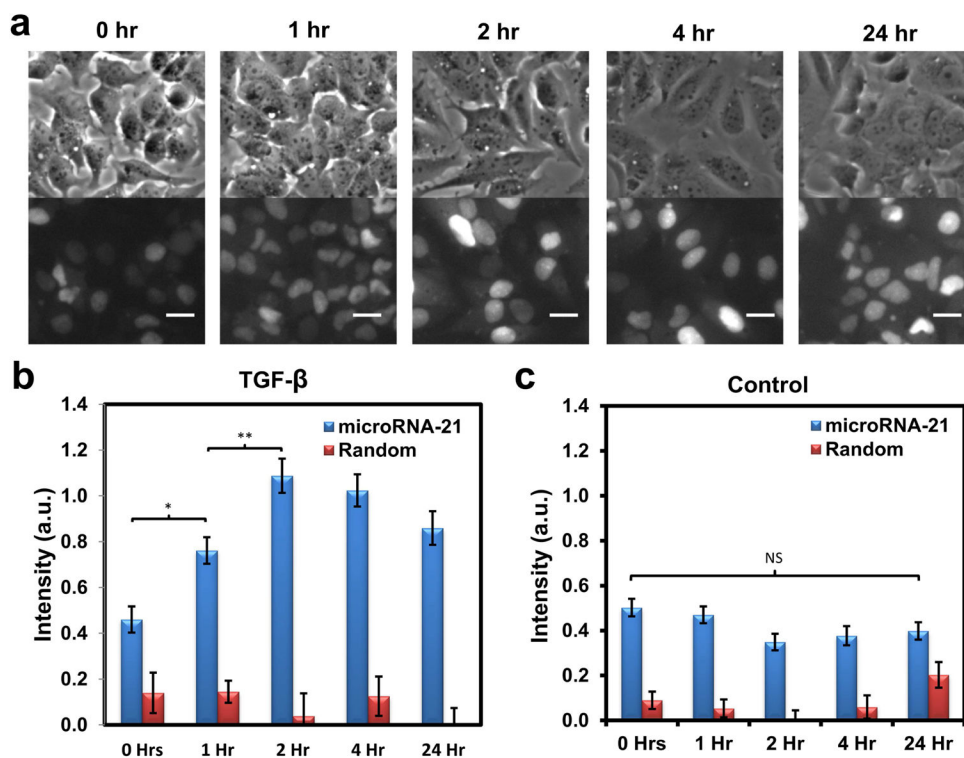 a
0 hr 1 hr 2 hr 4 hr 24 hr
b
TGF-β
Intensity (a.u.)
1.4
1.2
1.0
0.8
0.6
0.4
0.2
0.0
microRNA-21
Random
*
**
0 Hrs 1 Hr 2 Hr 4 Hr 24 Hr
c
Control
Intensity (a.u.)
1.4
1.2
1.0
0.8
0.6
0.4
0.2
0.0
microRNA-21
Random
NS
0 Hrs 1 Hr 2 Hr 4 Hr 24 Hr